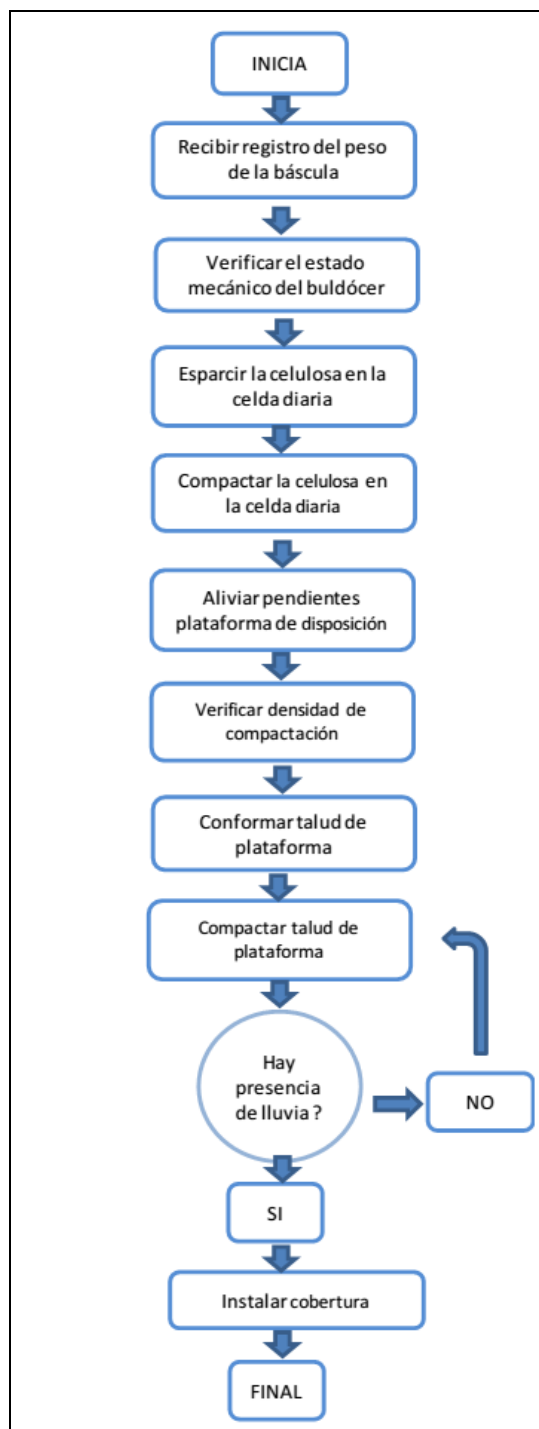 INICIA
Recibir registro del peso
de la báscula
Verificar el estado
mecánico del buldócer
Esparcir la celulosa en la
celda diaria
Compactar la celulosa en
la celda diaria
Aliviar pendientes
plataforma de disposición
Verificar densidad de
compactación
Conformar talud de
plataforma
Compactar talud de
plataforma
Hay
presencia
de lluvia ?
NO
SI
Instalar cobertura
FINAL